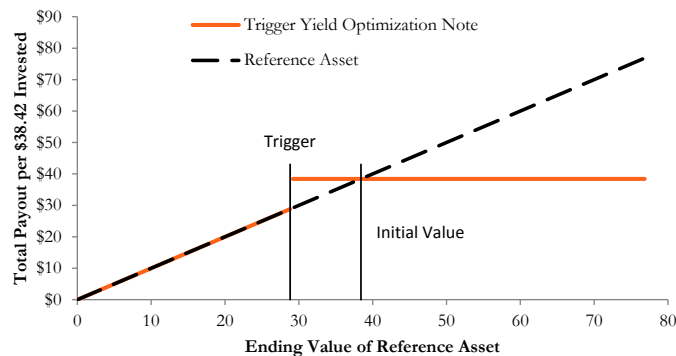 $90
$80
$70
$60
$50
$40
$30
$20
$10
$0
Total Payout per $38.42 Invested
Trigger Yield Optimization Note
Reference Asset
Trigger
Initial Value
0 10 20 30 40 50 60 70 80
Ending Value of Reference Asset